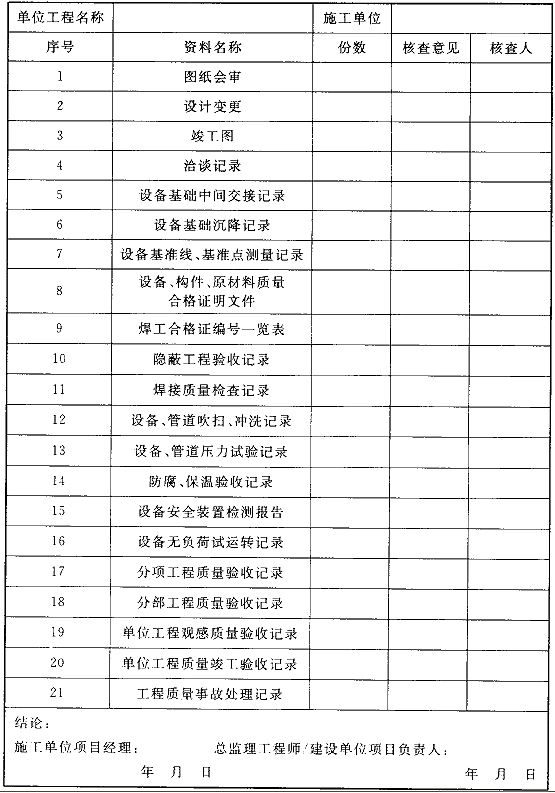 单位工程名称 施工单位
序号 资料名称 份数 核查意见 核查人
1 图纸会审
2 设计变更
3 竣工图
4 洽谈记录
5 设备基础中间交接记录
6 设备基础沉降记录
7 设备基准线、基准点测量记录
8 设备、构件、原材料质量
合格证明文件
9 焊工合格证编号一览表
10 隐蔽工程验收记录
11 焊接质量检查记录
12 设备、管道吹扫、冲洗记录
13 设备、管道压力试验记录
14 防腐、保温验收记录
15 设备安全装置检测报告
16 设备无负荷试运转记录
17 分项工程质量验收记录
18 分部工程质量验收记录
19 单位工程观感质量验收记录
20 单位工程质量竣工验收记录
21 工程质量事故处理记录
结论:
施工单位项目经理: 总监理工程师/建设单位项目负责人:
年 月 日 年 月 日